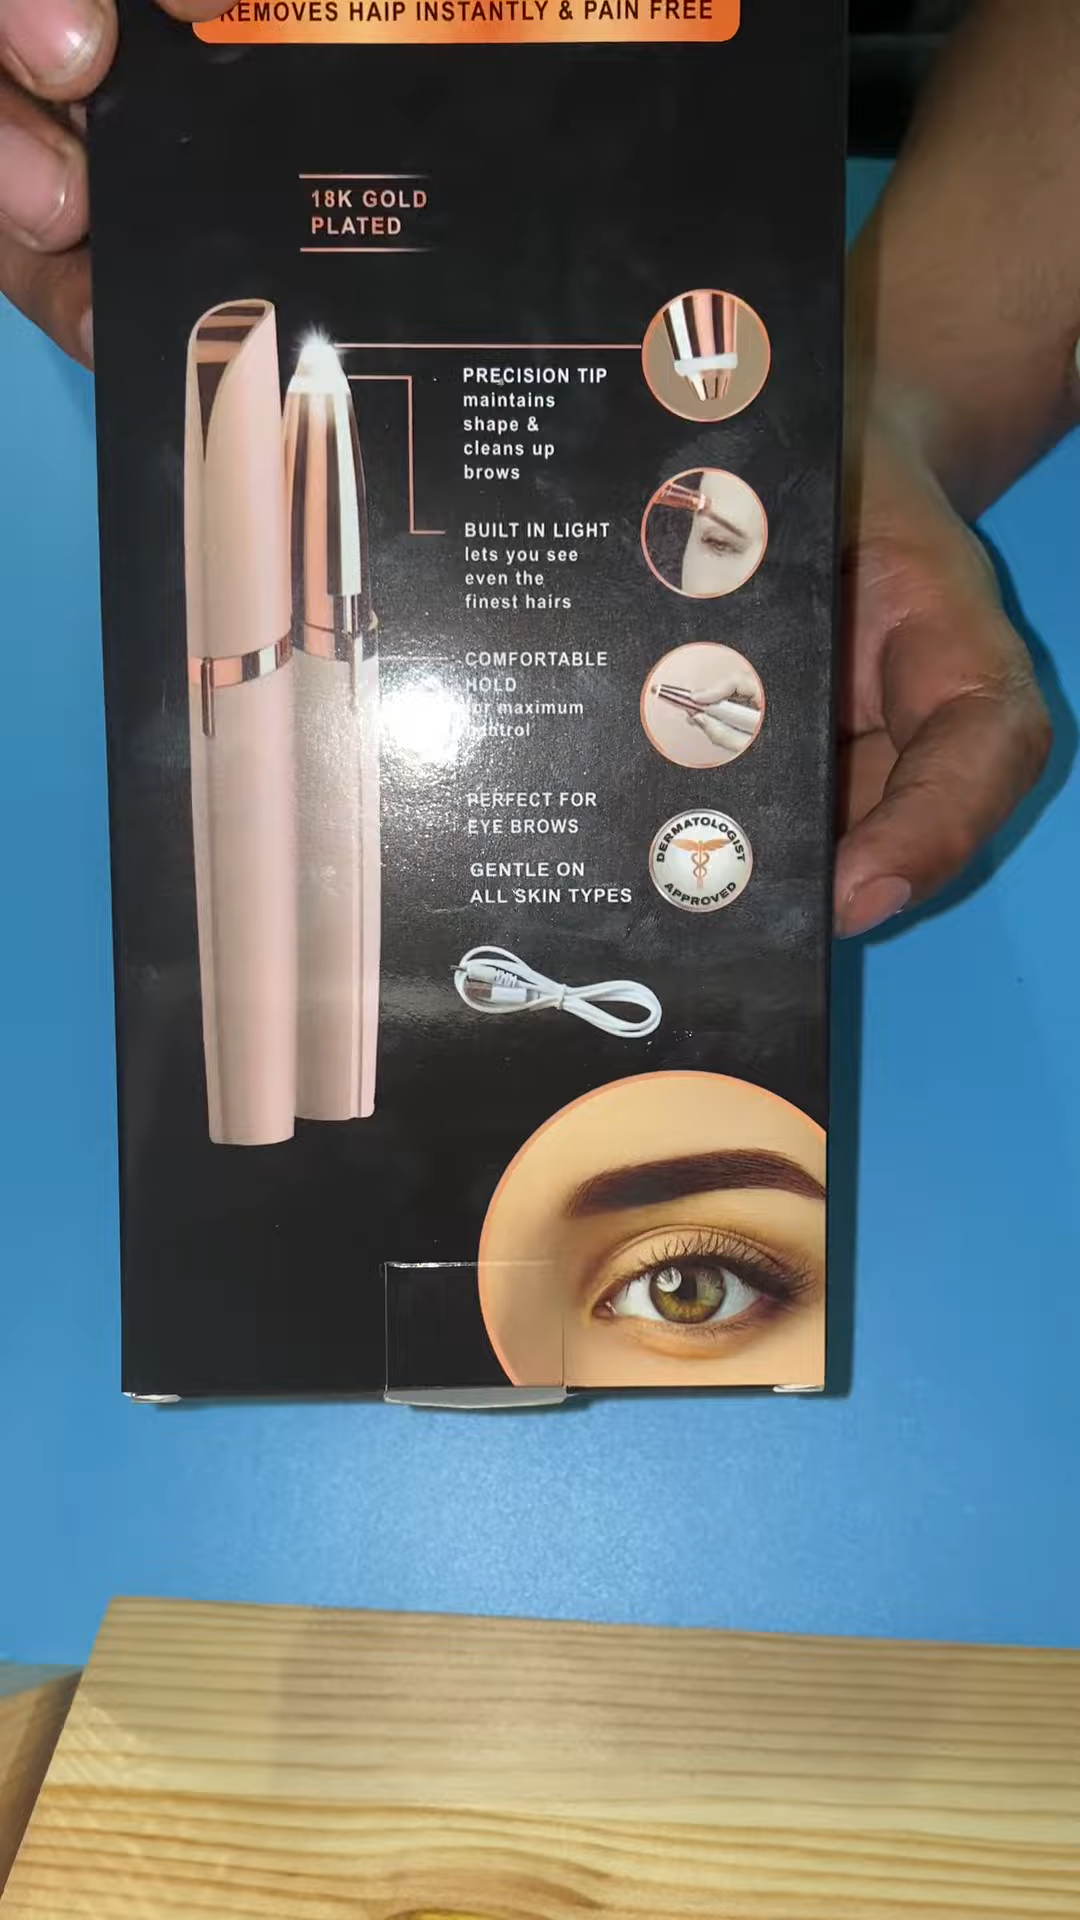 REMOVES HAIP INSTANTLY & PAIN FREE
18K GOLD
PLATED
PRECISION TIP
maintains
shape &
cleans up
brows
BUILT IN LIGHT
lets you see
even the
finest hairs
COMFORTABLE
HOLD
for maximum
control
PERFECT FOR
EYE BROWS
GENTLE ON
ALL SKIN TYPES
DERMATOLOGIST
APPROVED